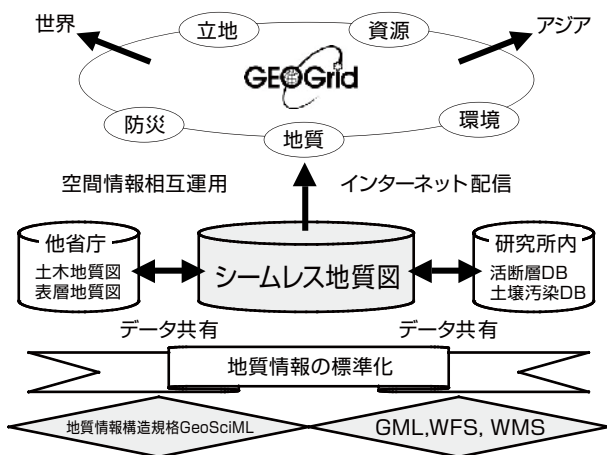 世界
立地
資源
アジア
GEOGrid
防災
地質
環境
空間情報相互運用
インターネット配信
他省庁
土木地質図
表層地質図
シームレス地質図
研究所内
活断層DB
土壌汚染DB
データ共有
データ共有
地質情報の標準化
地質情報構造規格GeoSciML
GML,WFS, WMS